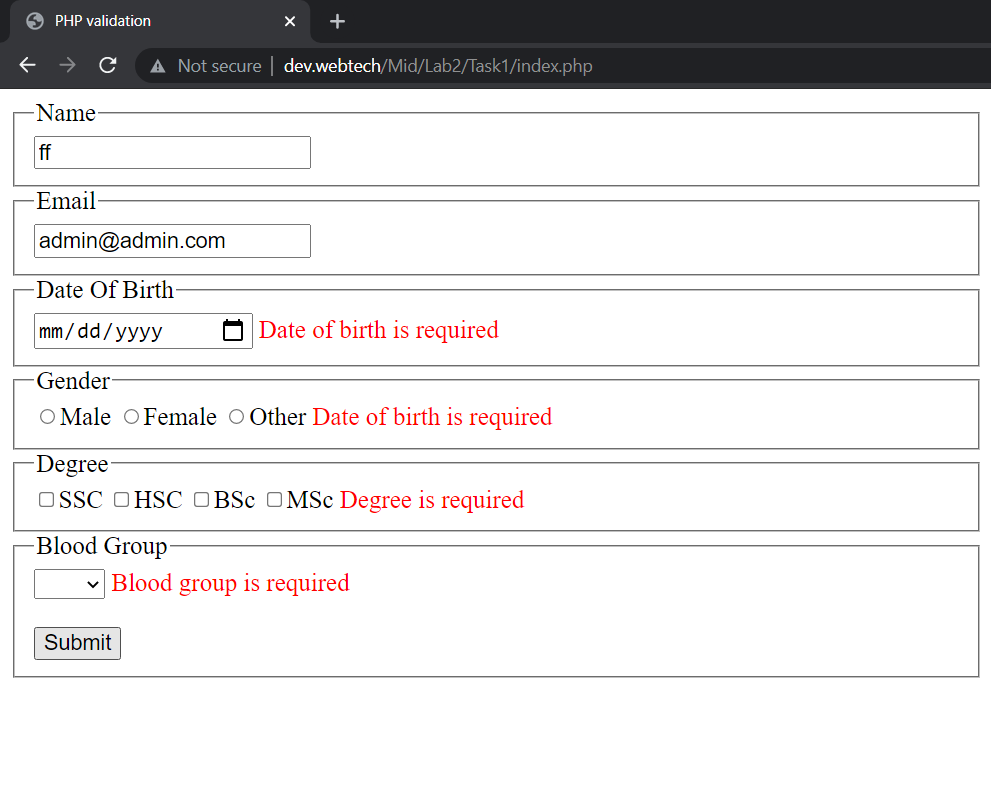 PHP validation
Not secure | dev.webtech/Mid/Lab2/Task1/index.php
Name
ff
Email
admin@admin.com
Date Of Birth
mm/dd/yyyy Date of birth is required
Gender
Male Female Other Date of birth is required
Degree
SSC HSC BSc MSc Degree is required
Blood Group
Blood group is required
Submit